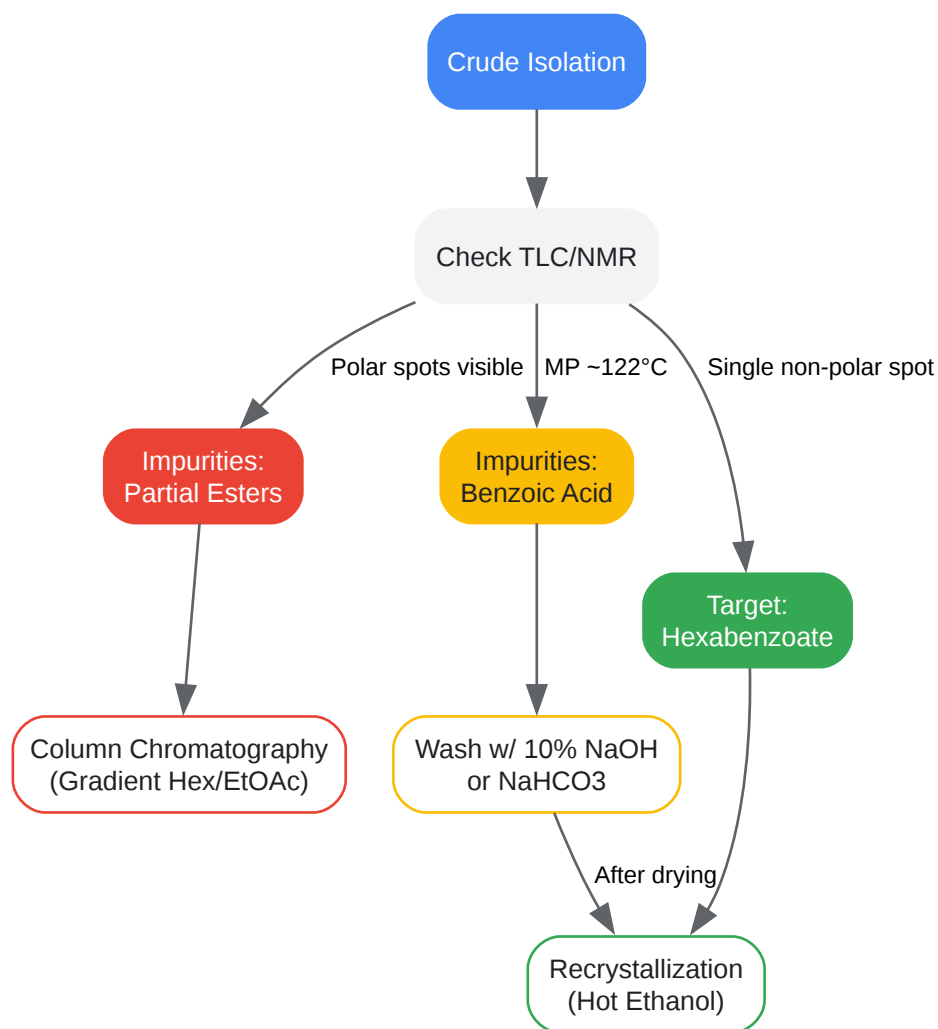 Crude Isolation
Check TLC/NMR
Polar spots visible
MP ~122°C
Single non-polar spot
Impurities:
Partial Esters
Impurities:
Benzoic Acid
Target:
Hexabenzoate
Column Chromatography
(Gradient Hex/EtOAc)
Wash w/ 10% NaOH
or NaHCO3
After drying
Recrystallization
(Hot Ethanol)